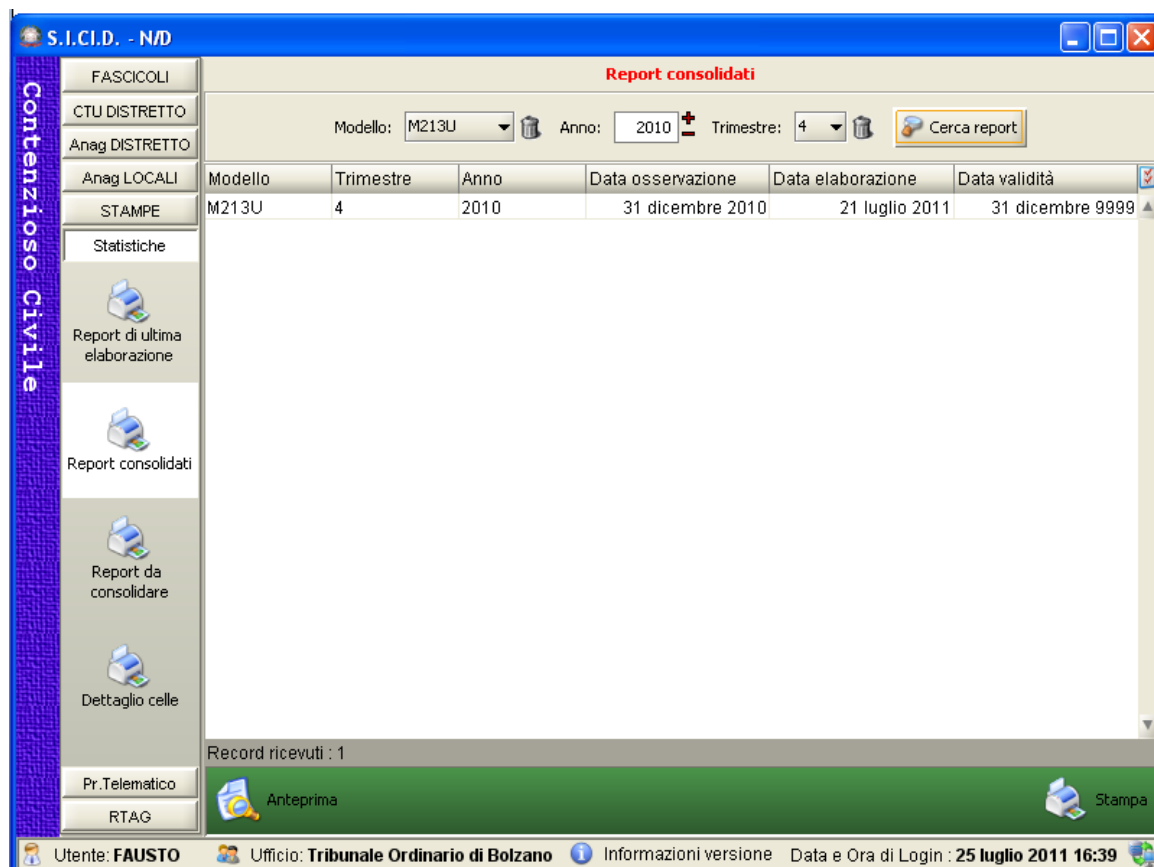 S.I.CI.D. - N/D
Contenzioso Civile
FASCICOLI
CTU DISTRETTO
Anag DISTRETTO
Anag LOCALI
STAMPE
Statistiche
Report di ultima
elaborazione
Report consolidati
Report da
consolidare
Dettaglio celle
Pr.Telematico
RTAG
Report consolidati
Modello: M213U Anno: 2010 Trimestre: 4 Cerca report
Modello Trimestre Anno Data osservazione Data elaborazione Data validità
M213U 4 2010 31 dicembre 2010 21 luglio 2011 31 dicembre 9999
Record ricevuti : 1
Anteprima Stampa
Utente: FAUSTO Ufficio: Tribunale Ordinario di Bolzano Informazioni versione Data e Ora di Login : 25 luglio 2011 16:39